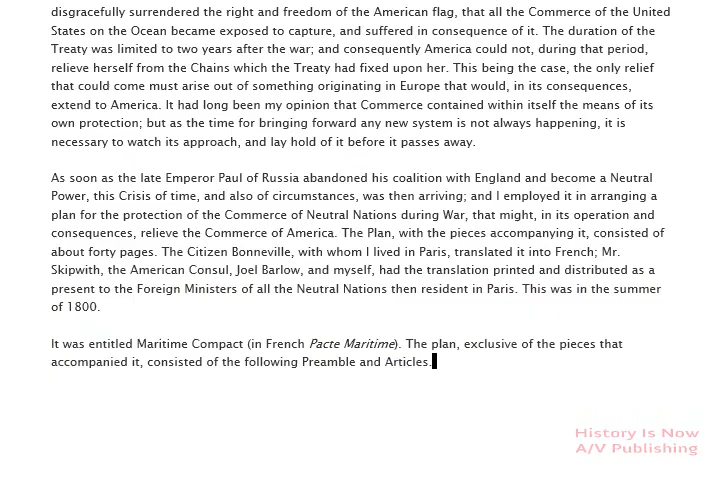 disgracefully surrendered the right and freedom of the American flag, that all the Commerce of the United
States on the Ocean became exposed to capture, and suffered in consequence of it. The duration of the
Treaty was limited to two years after the war; and consequently America could not, during that period,
relieve herself from the Chains which the Treaty had fixed upon her. This being the case, the only relief
that could come must arise out of something originating in Europe that would, in its consequences,
extend to America. It had long been my opinion that Commerce contained within itself the means of its
own protection; but as the time for bringing forward any new system is not always happening, it is
necessary to watch its approach, and lay hold of it before it passes away.
As soon as the late Emperor Paul of Russia abandoned his coalition with England and become a Neutral
Power, this Crisis of time, and also of circumstances, was then arriving; and I employed it in arranging a
plan for the protection of the Commerce of Neutral Nations during War, that might, in its operation and
consequences, relieve the Commerce of America. The Plan, with the pieces accompanying it, consisted of
about forty pages. The Citizen Bonneville, with whom I lived in Paris, translated it into French; Mr.
Skipwith, the American Consul, Joel Barlow, and myself, had the translation printed and distributed as a
present to the Foreign Ministers of all the Neutral Nations then resident in Paris. This was in the summer
of 1800.
It was entitled Maritime Compact (in French Pacte Maritime). The plan, exclusive of the pieces that
accompanied it, consisted of the following Preamble and Articles.
History Is Now
A/V Publishing